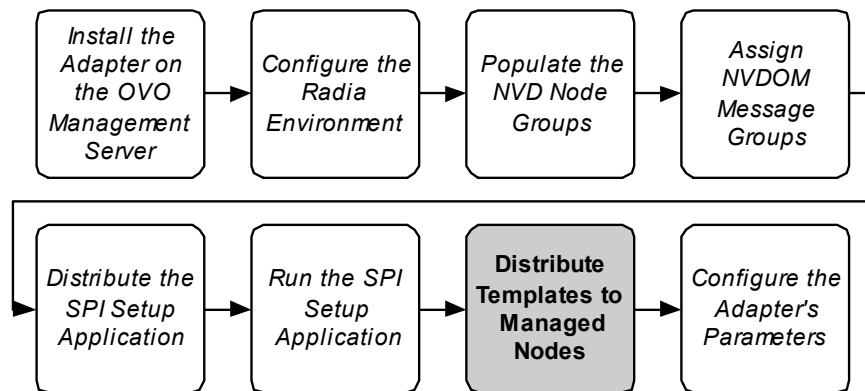 Install the
Adapter on
the OVO
Management
Server
Configure the
Radia
Environment
Populate the
NVD Node
Groups
Assign
NVDOM
Message
Groups
Distribute the
SPI Setup
Application
Run the SPI
Setup
Application
Distribute
Templates to
Managed
Nodes
Configure the
Adapter's
Parameters